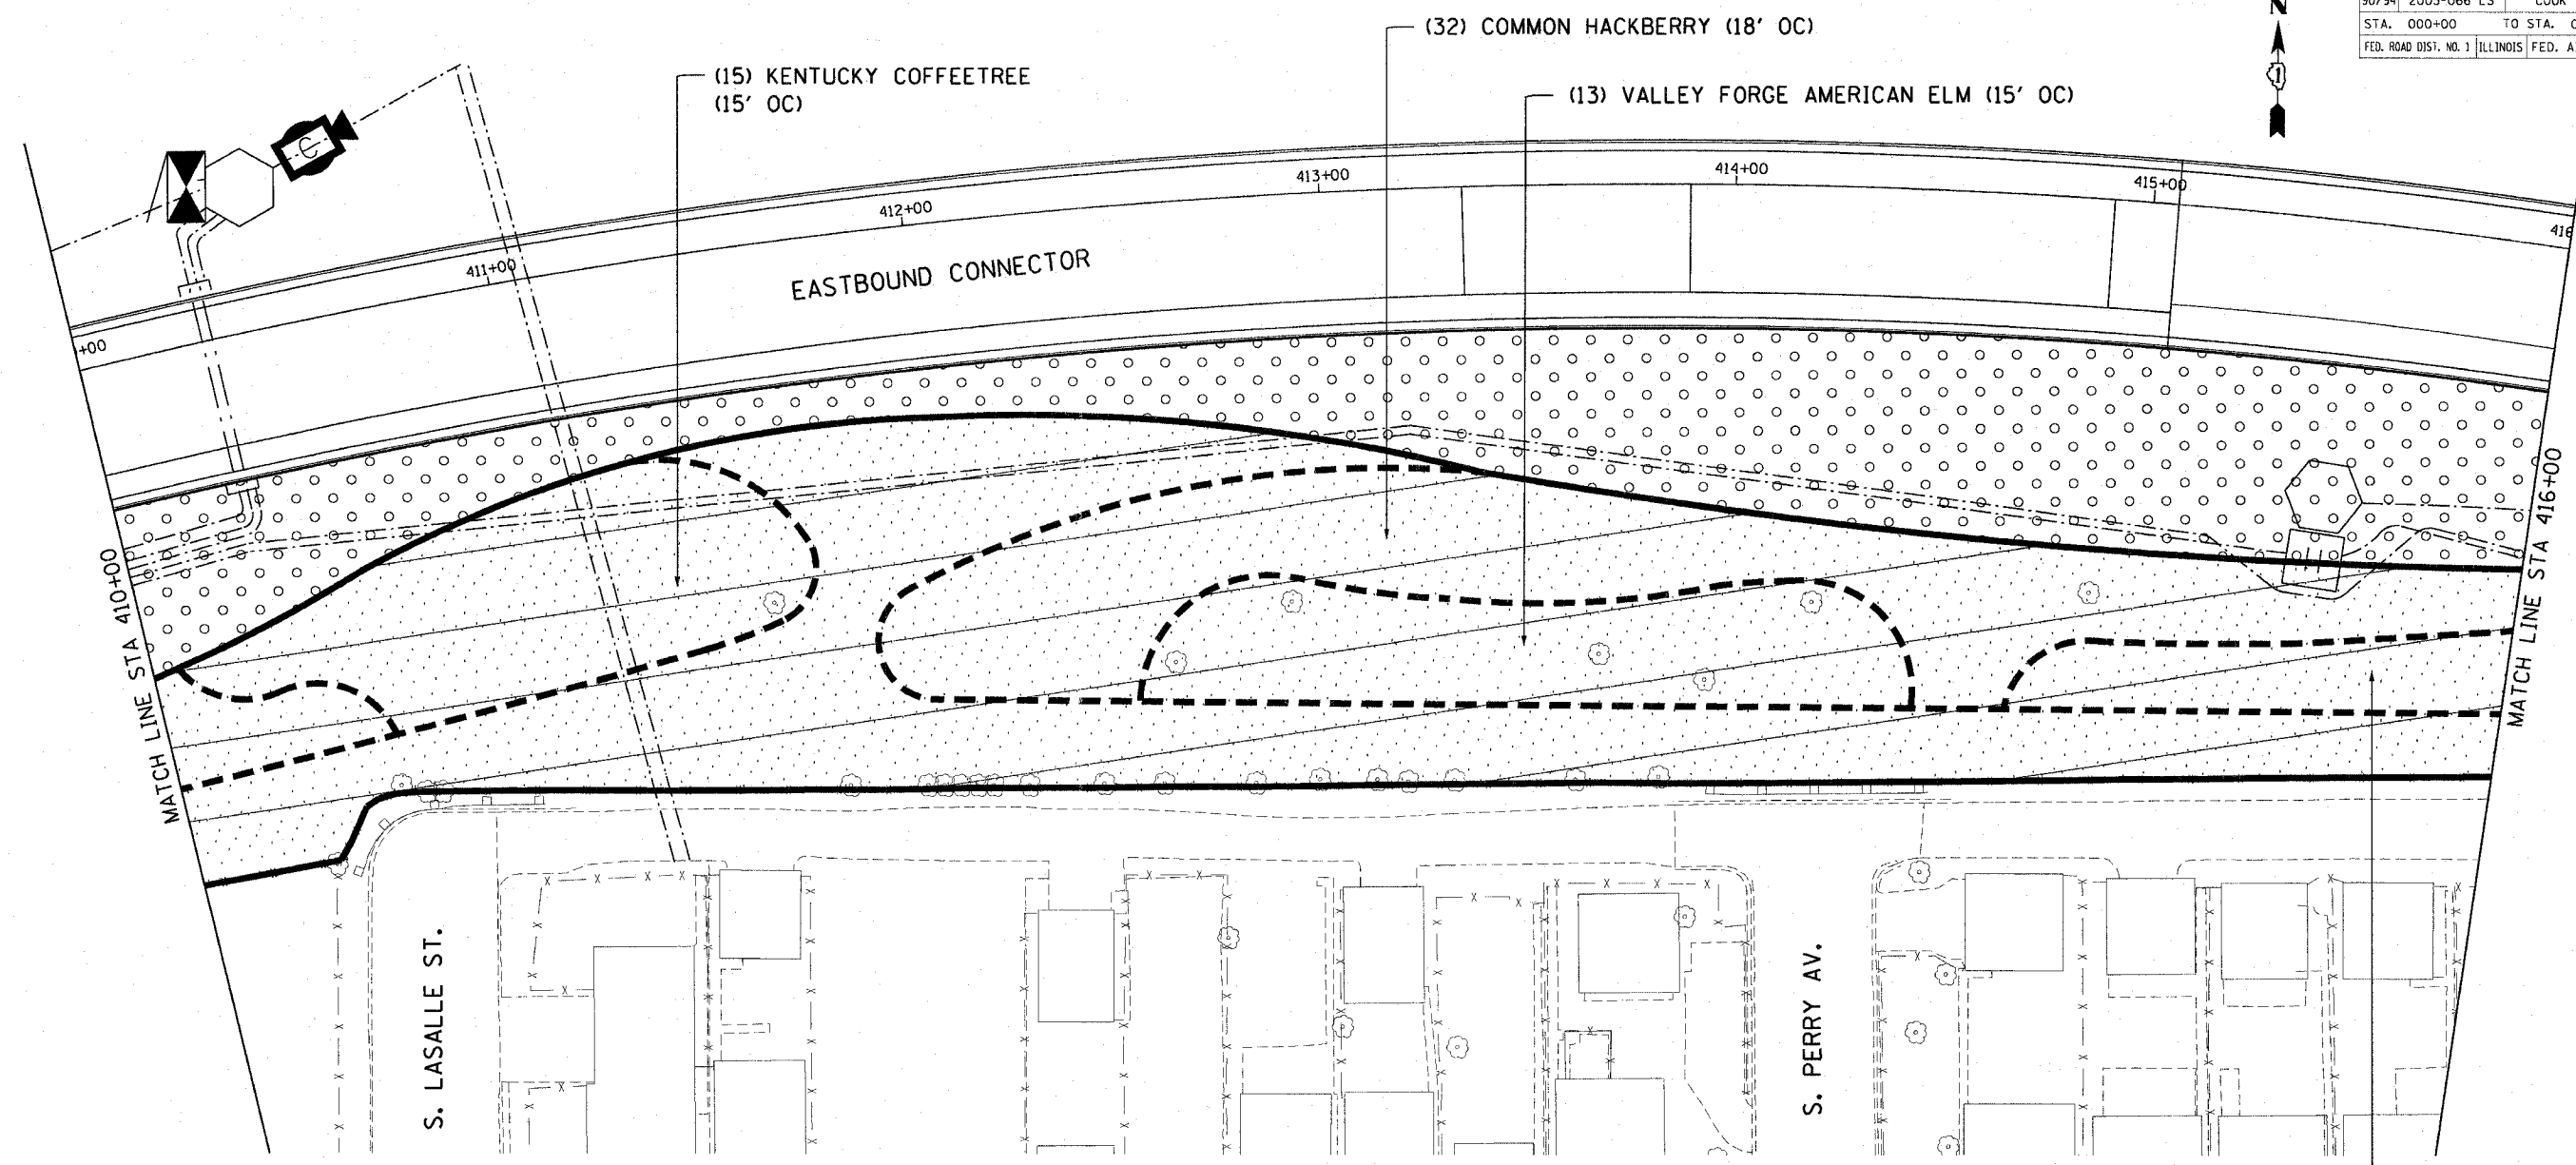 (32) COMMON HACKBERRY (18' OC)
N
STA. 000+00 TO STA.
FED. ROAD DIST. NO. 1 ILLINOIS FED.
(15) KENTUCKY COFFEETREE
(15' OC)
(13) VALLEY FORGE AMERICAN ELM (15' OC)
C
411+00
412+00
413+00
414+00
415+00
416
+00
EASTBOUND CONNECTOR
MATCH LINE STA 410+00
MATCH LINE STA 416+00
S. LASALLE ST.
S. PERRY AV.